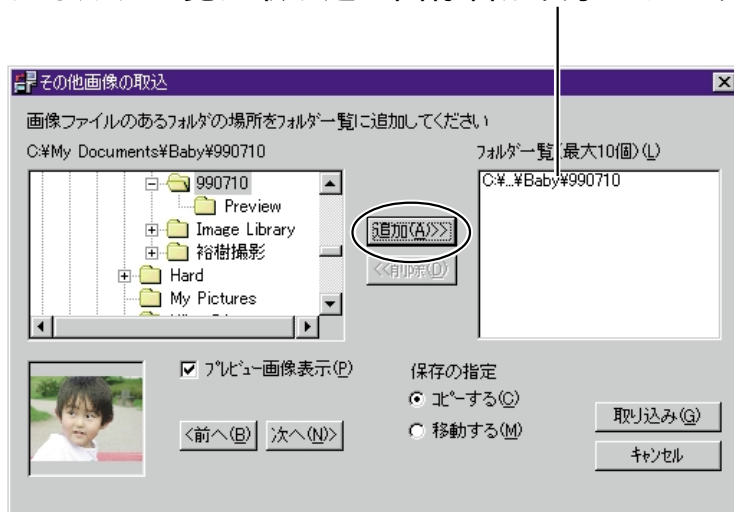 その他画像の取込
画像ファイルのあるフォルダの場所をフォルダ一覧に追加してください
C:¥My Documents¥Baby¥990710
フォルダ一覧(最大10個)(L)
990710
Preview
Image Library
裕樹撮影
Hard
My Pictures
追加(A)>>
<<削除(D)
C:¥...¥Baby¥990710
プレビュー画像表示(P)
<前へ(B)
次へ(N)>
保存の指定
コピーする(C)
移動する(M)
取り込み(G)
キャンセル